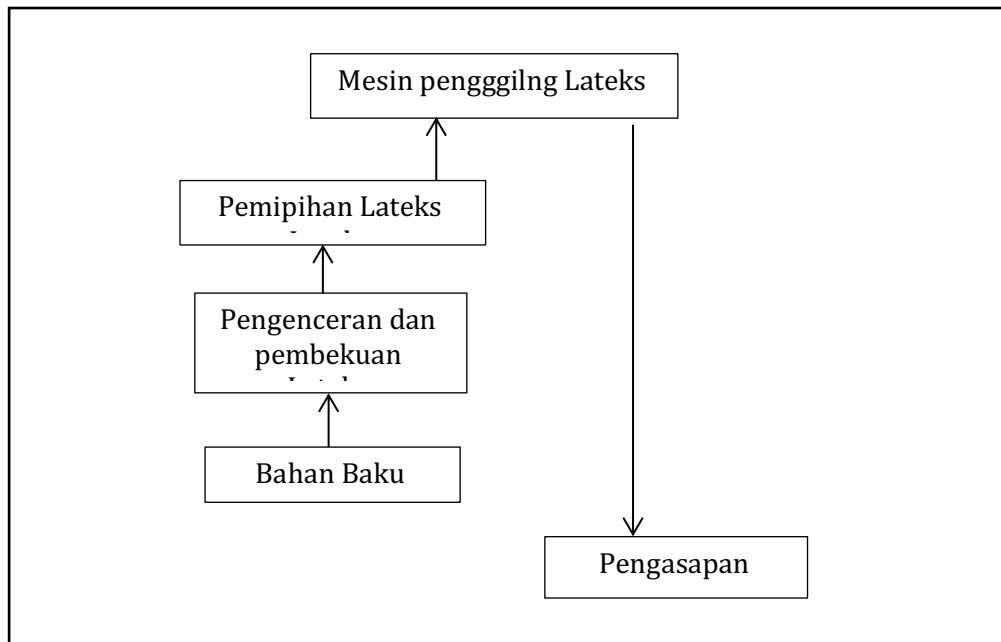 Mesin pengggilng Lateks
Pemipihan Lateks
Pengenceran dan
pembekuan
Bahan Baku
Pengasapan